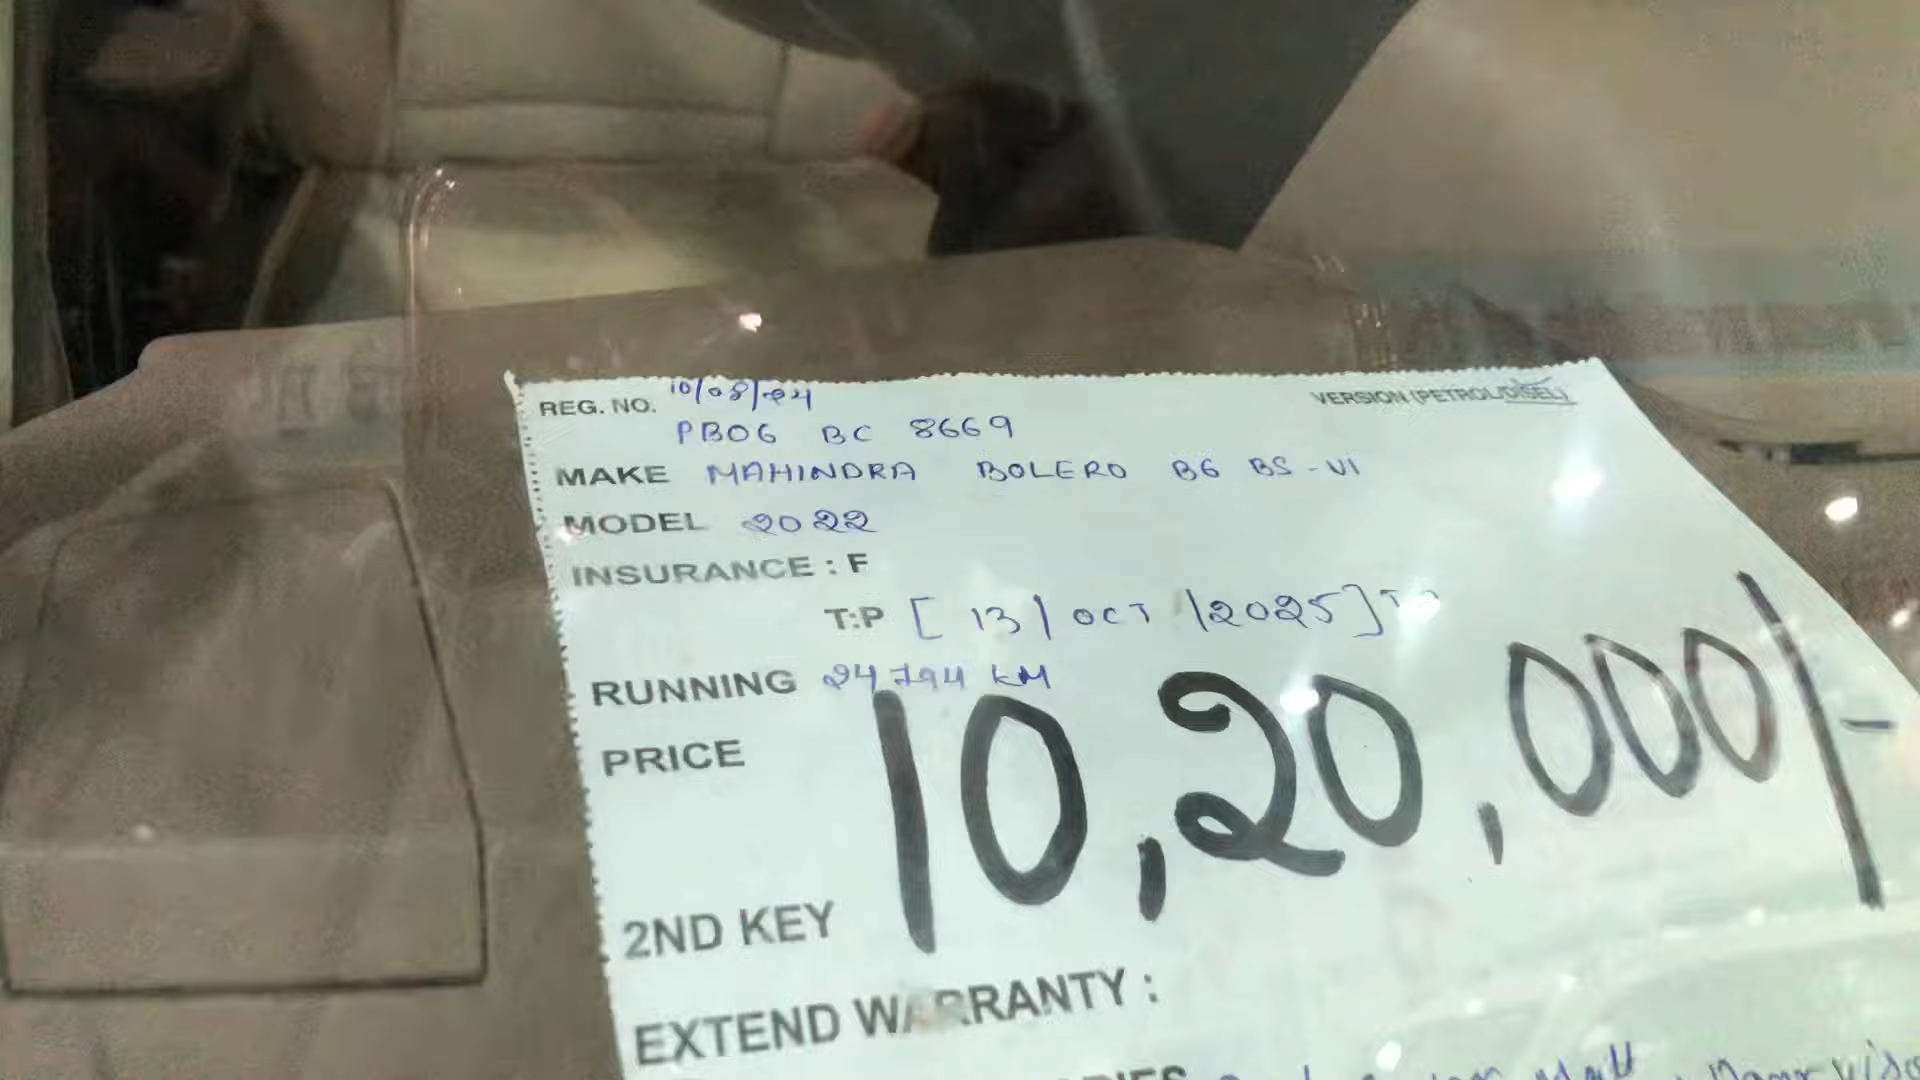 10/08/24
REG. NO.
VERSION (PETROL/DISEL)
PB06 BC 8669
MAKE MAHINDRA BOLERO B6 BS-VI
MODEL 2022
INSURANCE : F
T:P [ 13/OCT/2025] T.P
RUNNING 24794 KM
PRICE 10,20,000/-
2ND KEY
EXTEND WARRANTY :